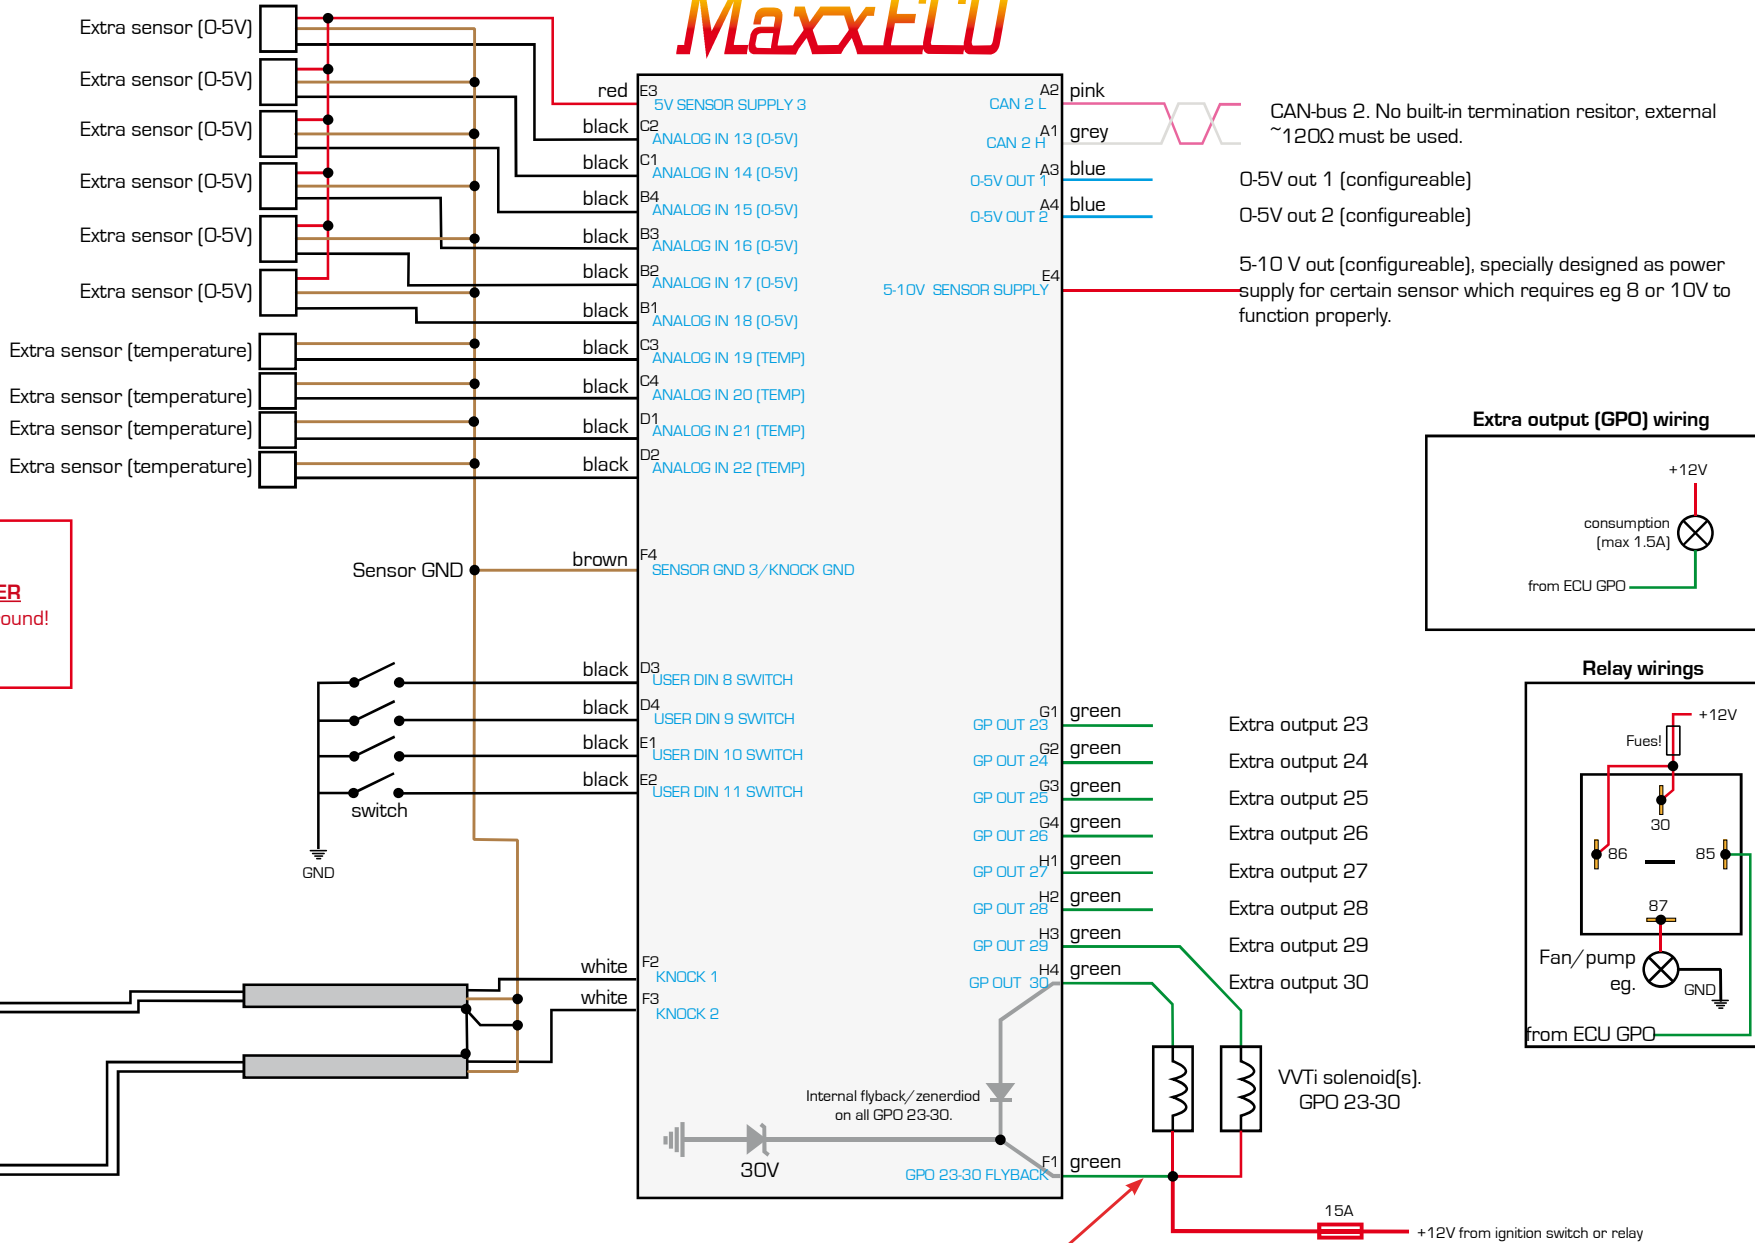 MaxxECU
Extra sensor (0-5V)
Extra sensor (0-5V)
Extra sensor (0-5V)
Extra sensor (0-5V)
Extra sensor (0-5V)
Extra sensor (0-5V)
Extra sensor (temperature)
Extra sensor (temperature)
Extra sensor (temperature)
Extra sensor (temperature)
red E3
5V SENSOR SUPPLY 3
black C2
ANALOG IN 13 (0-5V)
black C1
ANALOG IN 14 (0-5V)
black B4
ANALOG IN 15 (0-5V)
black B3
ANALOG IN 16 (0-5V)
black B2
ANALOG IN 17 (0-5V)
black B1
ANALOG IN 18 (0-5V)
black C3
ANALOG IN 19 (TEMP)
black C4
ANALOG IN 20 (TEMP)
black D1
ANALOG IN 21 (TEMP)
black D2
ANALOG IN 22 (TEMP)
ER
ound!
Sensor GND
brown F4
SENSOR GND 3/KNOCK GND
black D3
USER DIN 8 SWITCH
black D4
USER DIN 9 SWITCH
black E1
USER DIN 10 SWITCH
black E2
USER DIN 11 SWITCH
switch
GND
white F2
KNOCK 1
white F3
KNOCK 2
A2 pink
CAN 2 L
A1 grey
CAN 2 H
CAN-bus 2. No built-in termination resitor, external
~120Ω must be used.
A3 blue
0-5V OUT 1
0-5V out 1 (configureable)
A4 blue
0-5V OUT 2
0-5V out 2 (configureable)
E4
5-10V SENSOR SUPPLY
5-10 V out (configureable), specially designed as power
supply for certain sensor which requires eg 8 or 10V to
function properly.
Extra output (GPO) wiring
+12V
consumption
(max 1.5A)
from ECU GPO
Relay wirings
+12V
Fues!
30
86
85
87
Fan/pump
eg.
GND
from ECU GPO
G1 green
GP OUT 23
Extra output 23
G2 green
GP OUT 24
Extra output 24
G3 green
GP OUT 25
Extra output 25
G4 green
GP OUT 26
Extra output 26
H1 green
GP OUT 27
Extra output 27
H2 green
GP OUT 28
Extra output 28
H3 green
GP OUT 29
Extra output 29
H4 green
GP OUT 30
Extra output 30
Internal flyback/zenerdiod
on all GPO 23-30.
30V
F1 green
GPO 23-30 FLYBACK
VVTi solenoid(s).
GPO 23-30
15A
+12V from ignition switch or relay